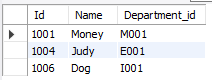 Id Name Department_id
1001 Money M001
1004 Judy E001
1006 Dog I001